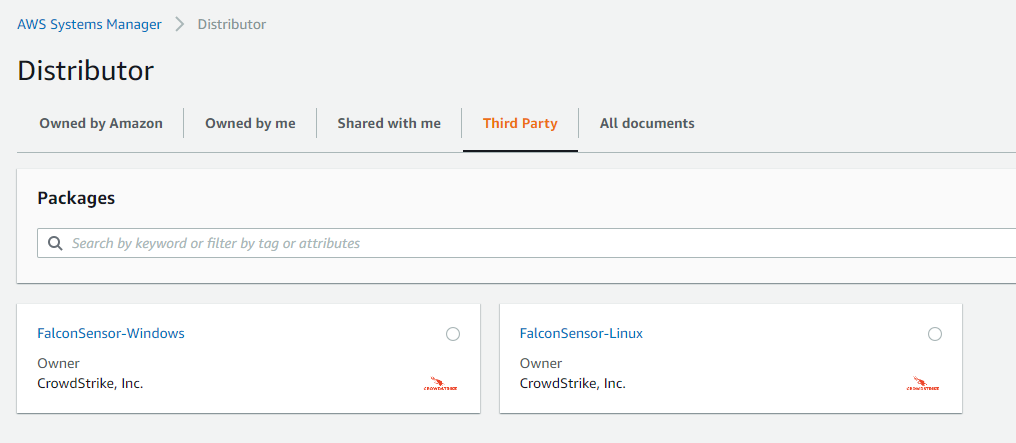 AWS Systems Manager > Distributor
Distributor
Owned by Amazon
Owned by me
Shared with me
Third Party
All documents
Packages
Search by keyword or filter by tag or attributes
FalconSensor-Windows
Owner
CrowdStrike, Inc.
CROWDSTRIKE
FalconSensor-Linux
Owner
CrowdStrike, Inc.
CROWDSTRIKE